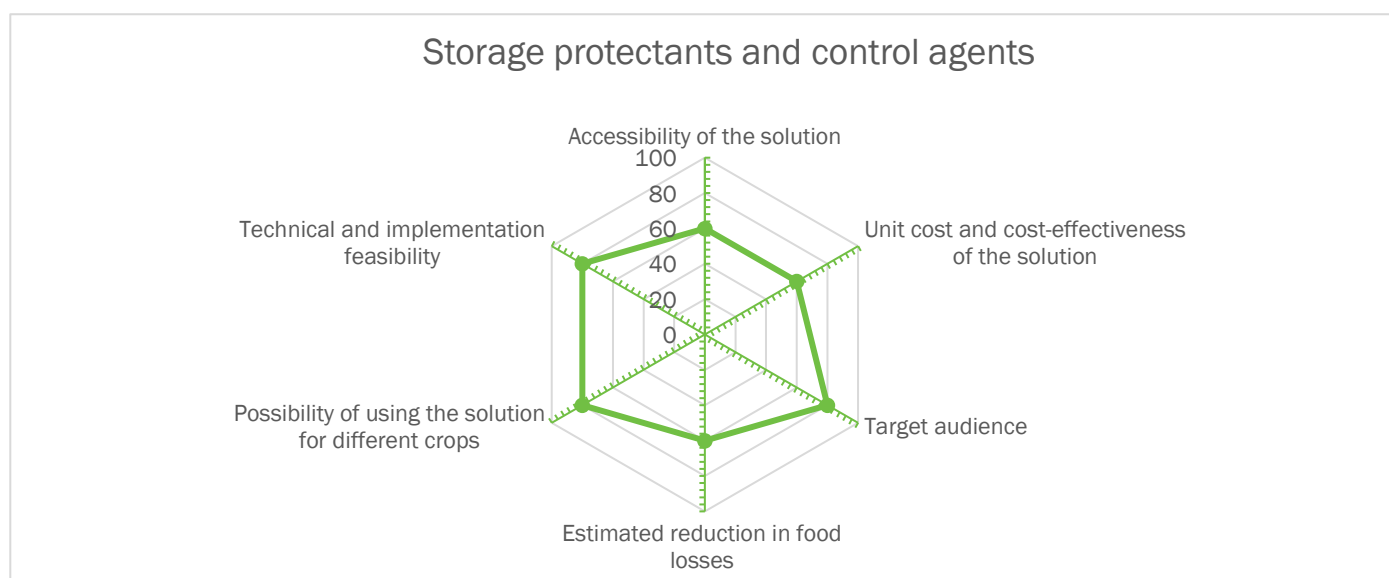 Storage protectants and control agents
Accessibility of the solution
100
80
60
40
20
0
Unit cost and cost-effectiveness
of the solution
Target audience
Estimated reduction in food
losses
Possibility of using the solution
for different crops
Technical and implementation
feasibility